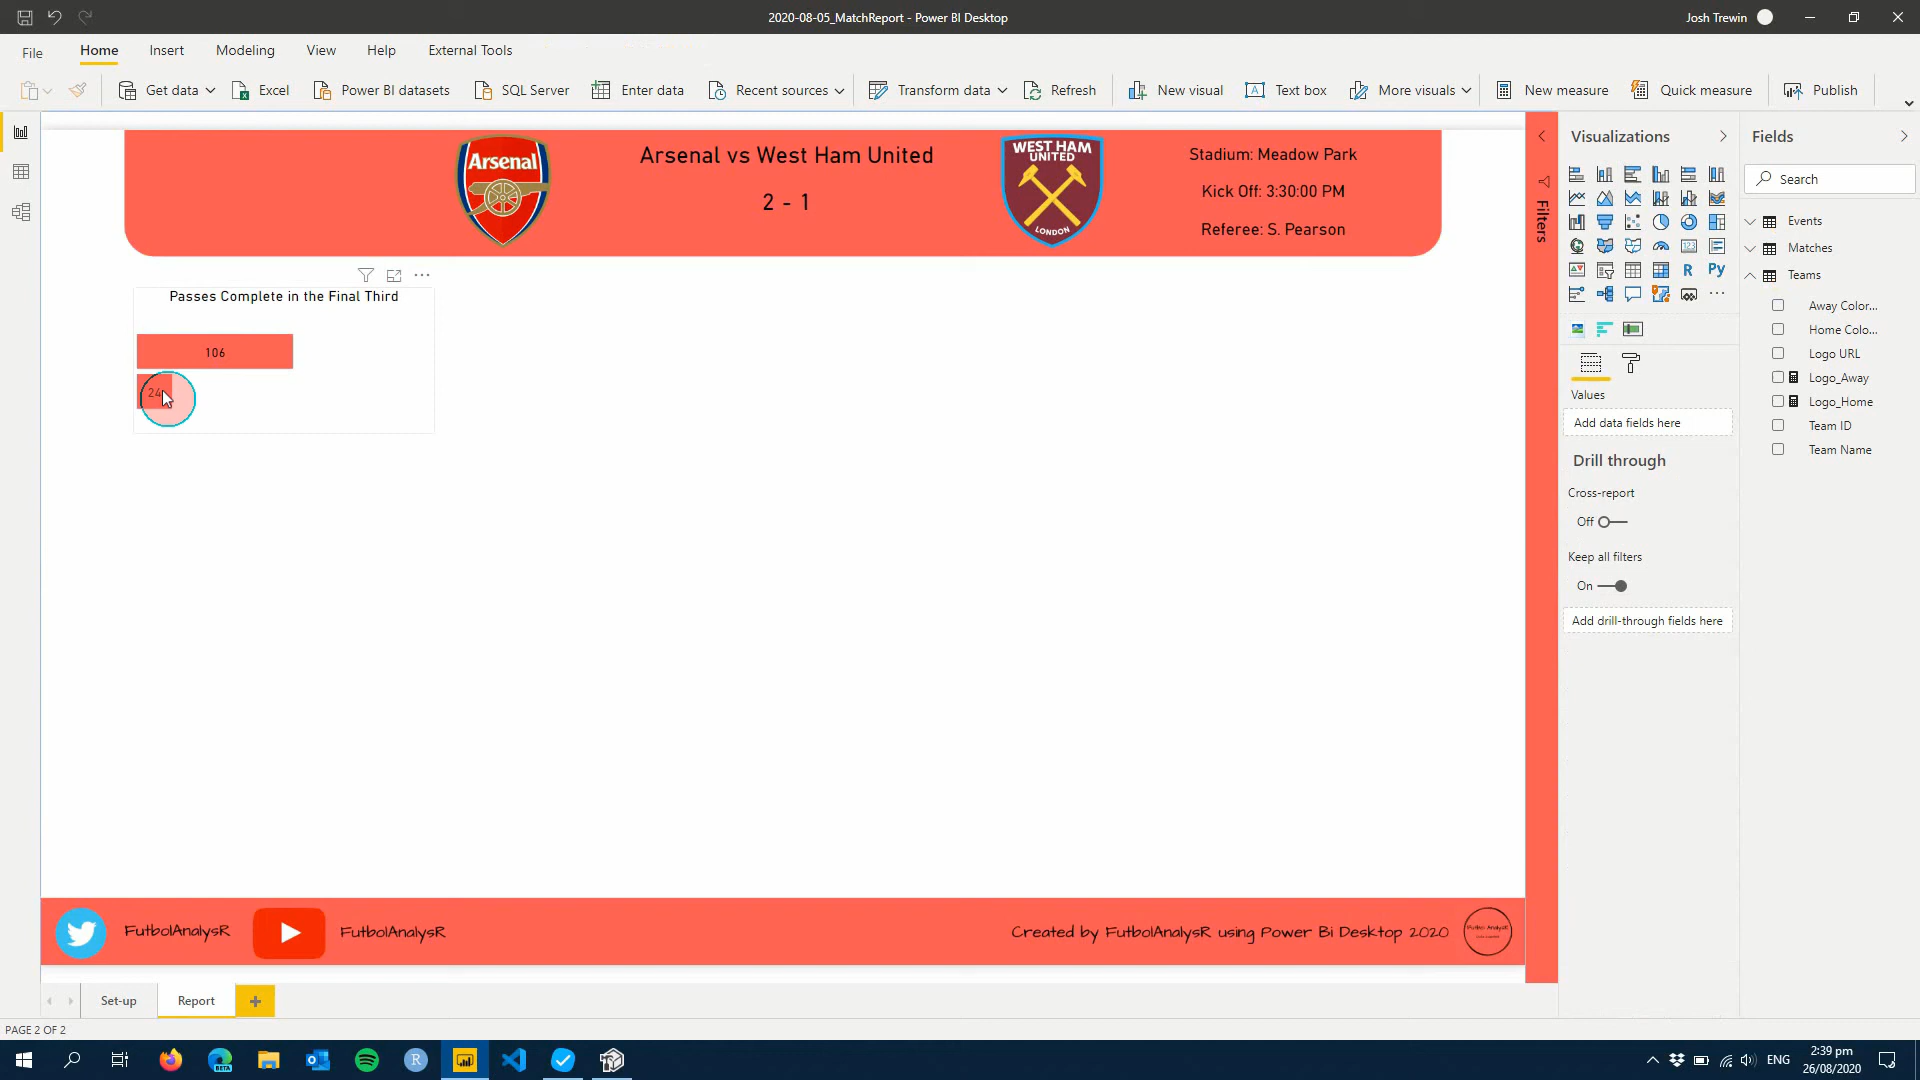 2020-08-05_MatchReport - Power BI Desktop
Josh Trewin
File
Home
Insert
Modeling
View
Help
External Tools
Get data
Excel
Power BI datasets
SQL Server
Enter data
Recent sources
Transform data
Refresh
New visual
Text box
More visuals
New measure
Quick measure
Publish
Arsenal
Arsenal vs West Ham United
2 - 1
WEST HAM
UNITED
LONDON
Stadium: Meadow Park
Kick Off: 3:30:00 PM
Referee: S. Pearson
Passes Complete in the Final Third
106
24
FutbolAnalysR
FutbolAnalysR
Created by FutbolAnalysR using Power Bi Desktop 2020
Filters
Visualizations
R
Py
123
Values
Add data fields here
Drill through
Cross-report
Off
Keep all filters
On
Add drill-through fields here
Fields
Search
Events
Matches
Teams
Away Color...
Home Colo...
Logo URL
Logo_Away
Logo_Home
Team ID
Team Name
Set-up
Report
PAGE 2 OF 2
BETA
R
ENG
2:39 pm
26/08/2020